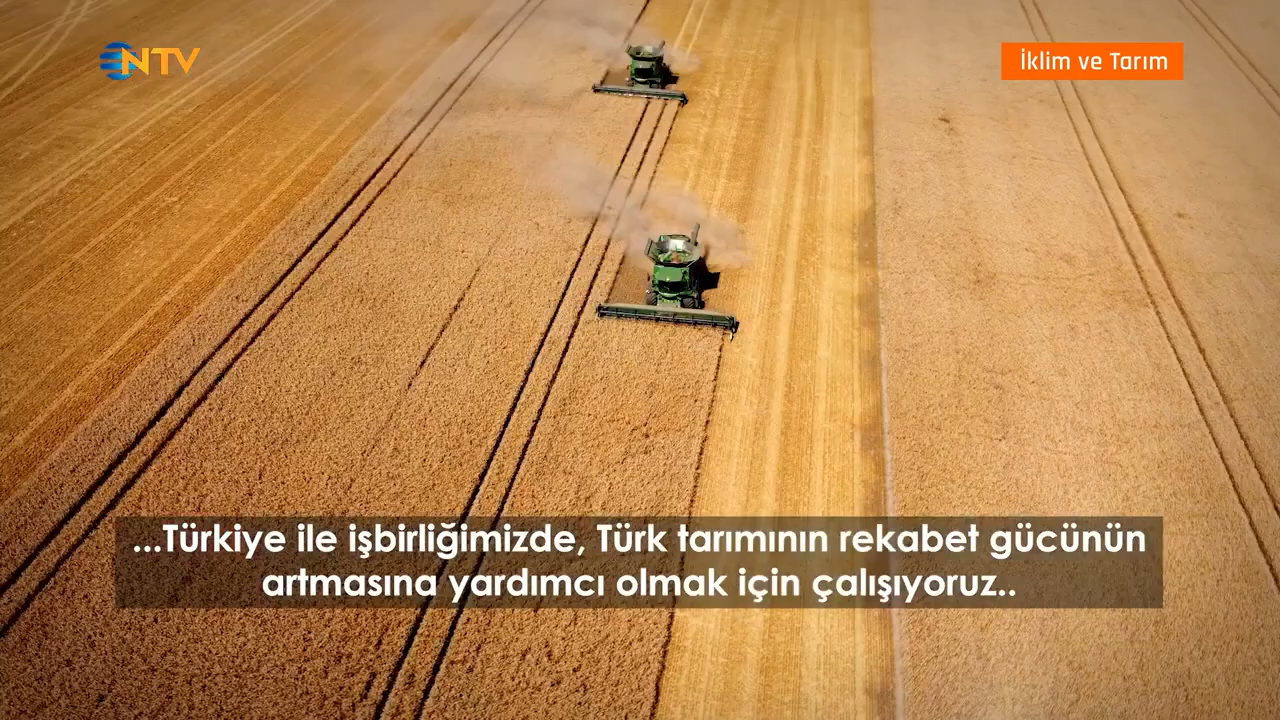 NTV
İklim ve Tarım
...Türkiye ile işbirliğimizde, Türk tarımının rekabet gücünün
artmasına yardımcı olmak için çalışıyoruz..